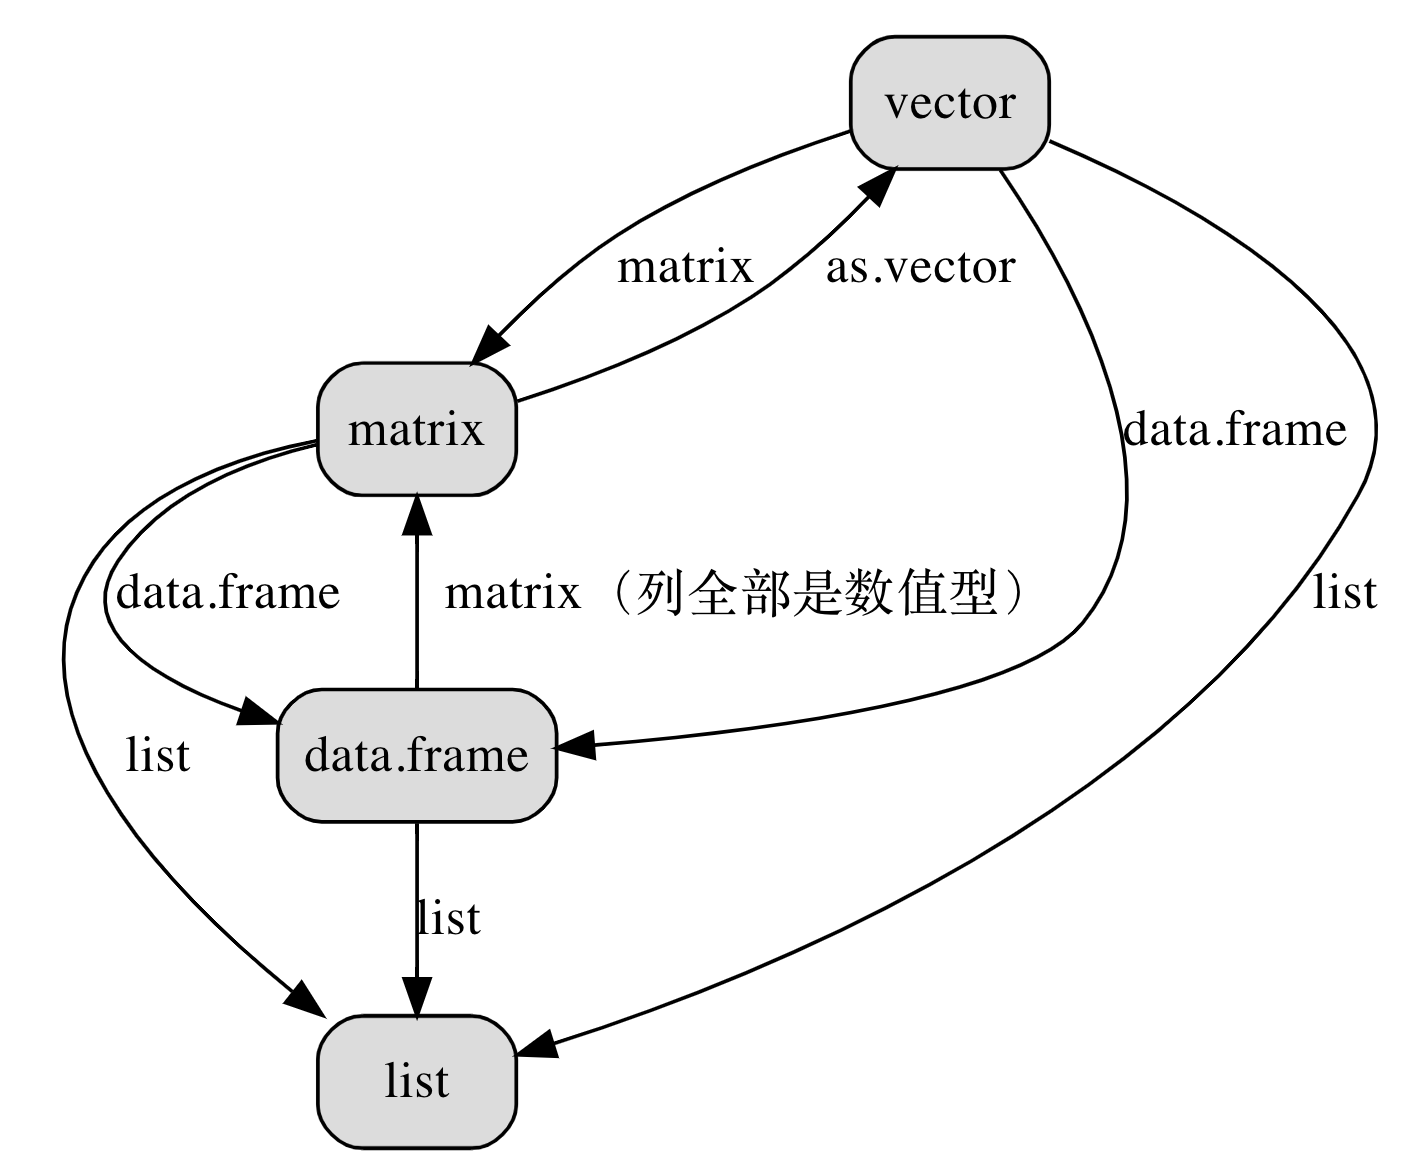 vector
matrix
as.vector
matrix
data.frame
data.frame
matrix（列全部是数值型）
list
data.frame
list
list
list